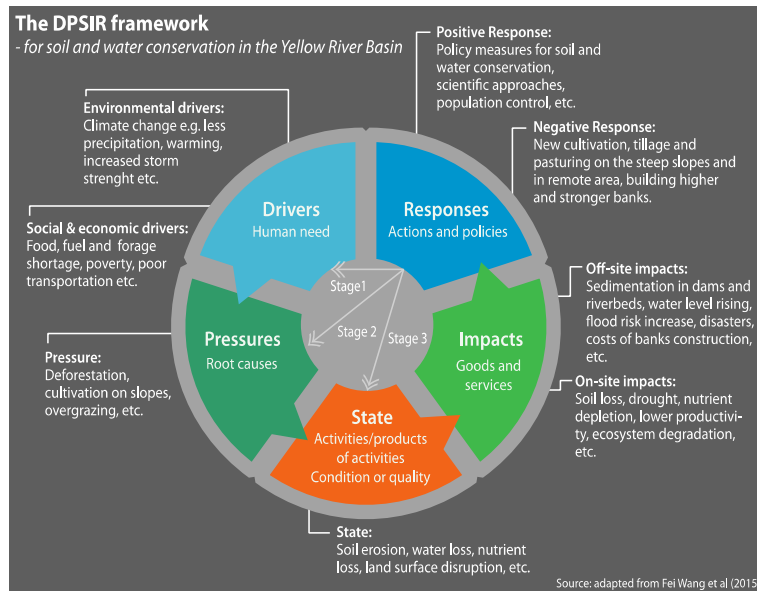 The DPSIR framework
- for soil and water conservation in the Yellow River Basin
Positive Response:
Policy measures for soil and
water conservation,
scientific approaches,
population control, etc.
Environmental drivers:
Climate change e.g. less
precipitation, warming,
increased storm
strenght etc.
Negative Response:
New cultivation, tillage and
pasturing on the steep slopes and
in remote area, building higher
and stronger banks.
Social & economic drivers:
Food, fuel and forage
shortage, poverty, poor
transportation etc.
Drivers
Human need
Responses
Actions and policies
Off-site impacts:
Sedimentation in dams and
riverbeds, water level rising,
flood risk increase, disasters,
costs of banks construction,
etc.
Stage1
Stage 2
Stage 3
Pressures
Root causes
Impacts
Goods and
services
Pressure:
Deforestation,
cultivation on slopes,
overgrazing, etc.
On-site impacts:
Soil loss, drought, nutrient
depletion, lower productivi-
ty, ecosystem degradation,
etc.
State
Activities/products
of activities
Condition or quality
State:
Soil erosion, water loss, nutrient
loss, land surface disruption, etc.
Source: adapted from Fei Wang et al (2015